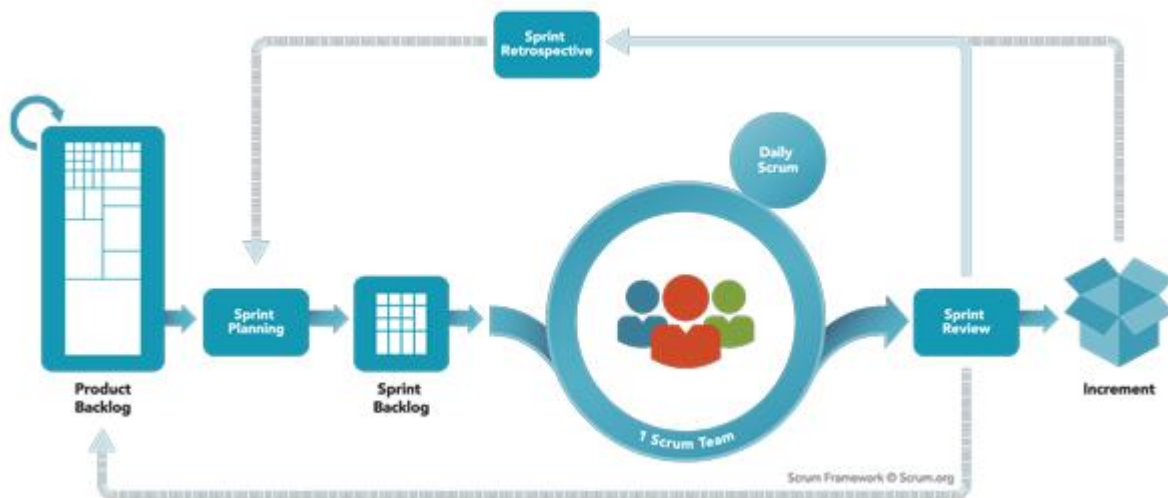 Sprint
Retrospective
Daily
Scrum
Sprint
Planning
Sprint
Review
Product
Backlog
Sprint
Backlog
Increment
1 Scrum Team
Scrum Framework © Scrum.org